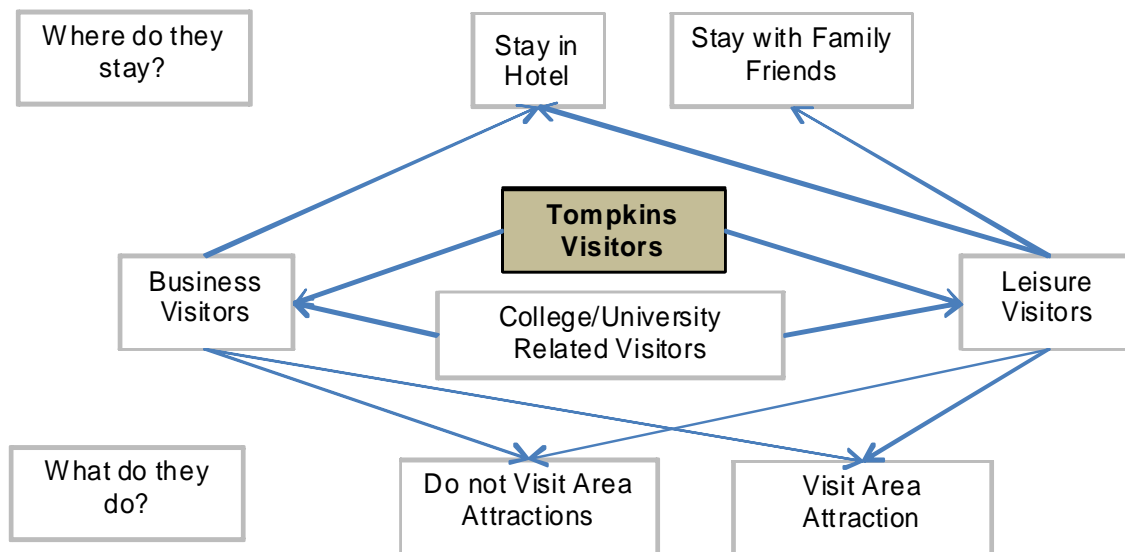 Where do they
stay?
Stay in
Hotel
Stay with Family
Friends
Tompkins
Visitors
Business
Visitors
College/University
Related Visitors
Leisure
Visitors
What do they
do?
Do not Visit Area
Attractions
Visit Area
Attraction